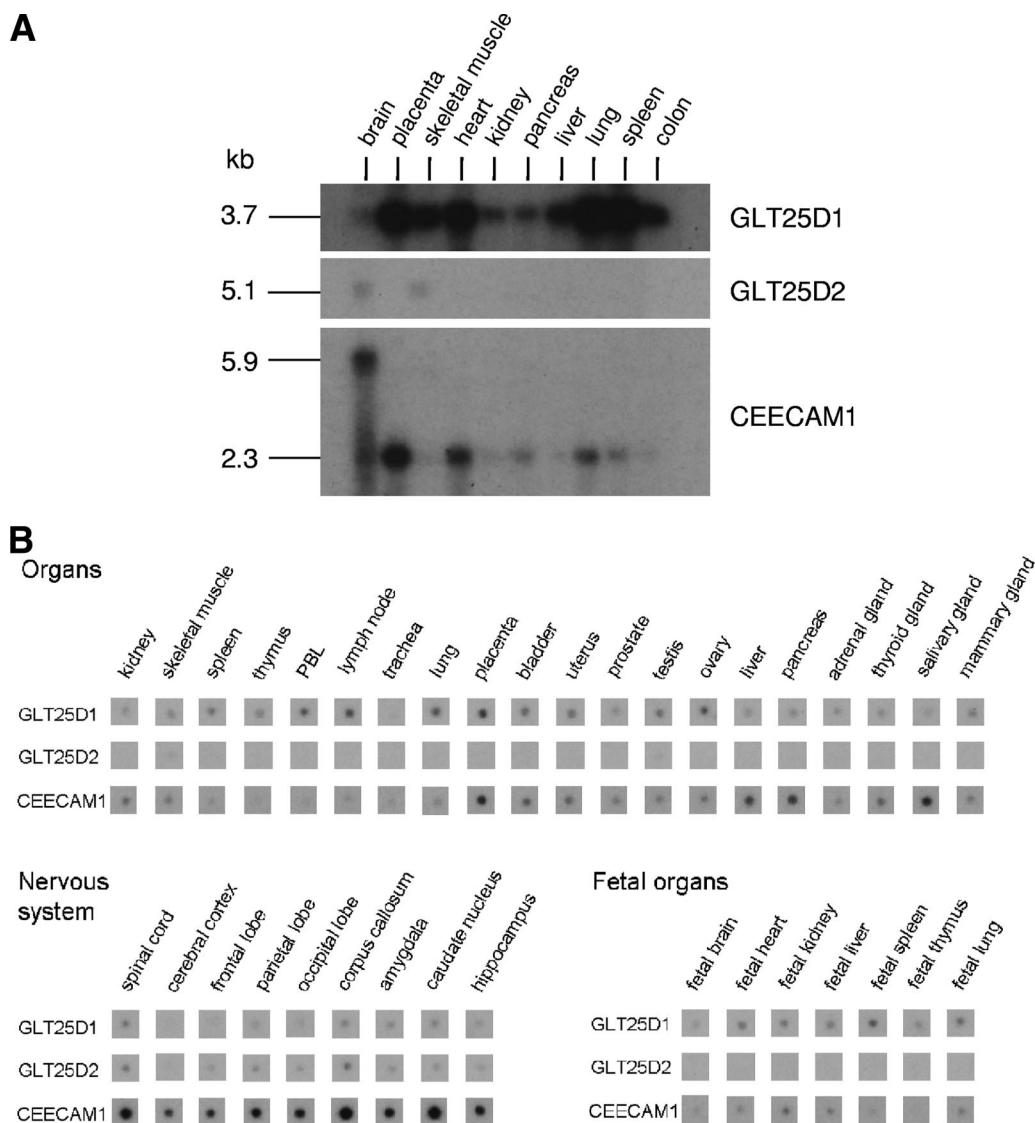 A
brain
placenta
skeletal muscle
heart
kidney
pancreas
liver
lung
spleen
colon
kb
3.7
GLT25D1
5.1
GLT25D2
5.9
CEECAM1
2.3
B
Organs
kidney
skeletal muscle
spleen
thymus
PBL
lymph node
trachea
lung
placenta
bladder
uterus
prostate
testis
ovary
liver
pancreas
adrenal gland
thyroid gland
salivary gland
mammary gland
GLT25D1
GLT25D2
CEECAM1
Nervous
system
spinal cord
cerebral cortex
frontal lobe
parietal lobe
occipital lobe
corpus callosum
amygdala
caudate nucleus
hippocampus
GLT25D1
GLT25D2
CEECAM1
Fetal organs
fetal brain
fetal heart
fetal kidney
fetal liver
fetal spleen
fetal thymus
fetal lung
GLT25D1
GLT25D2
CEECAM1